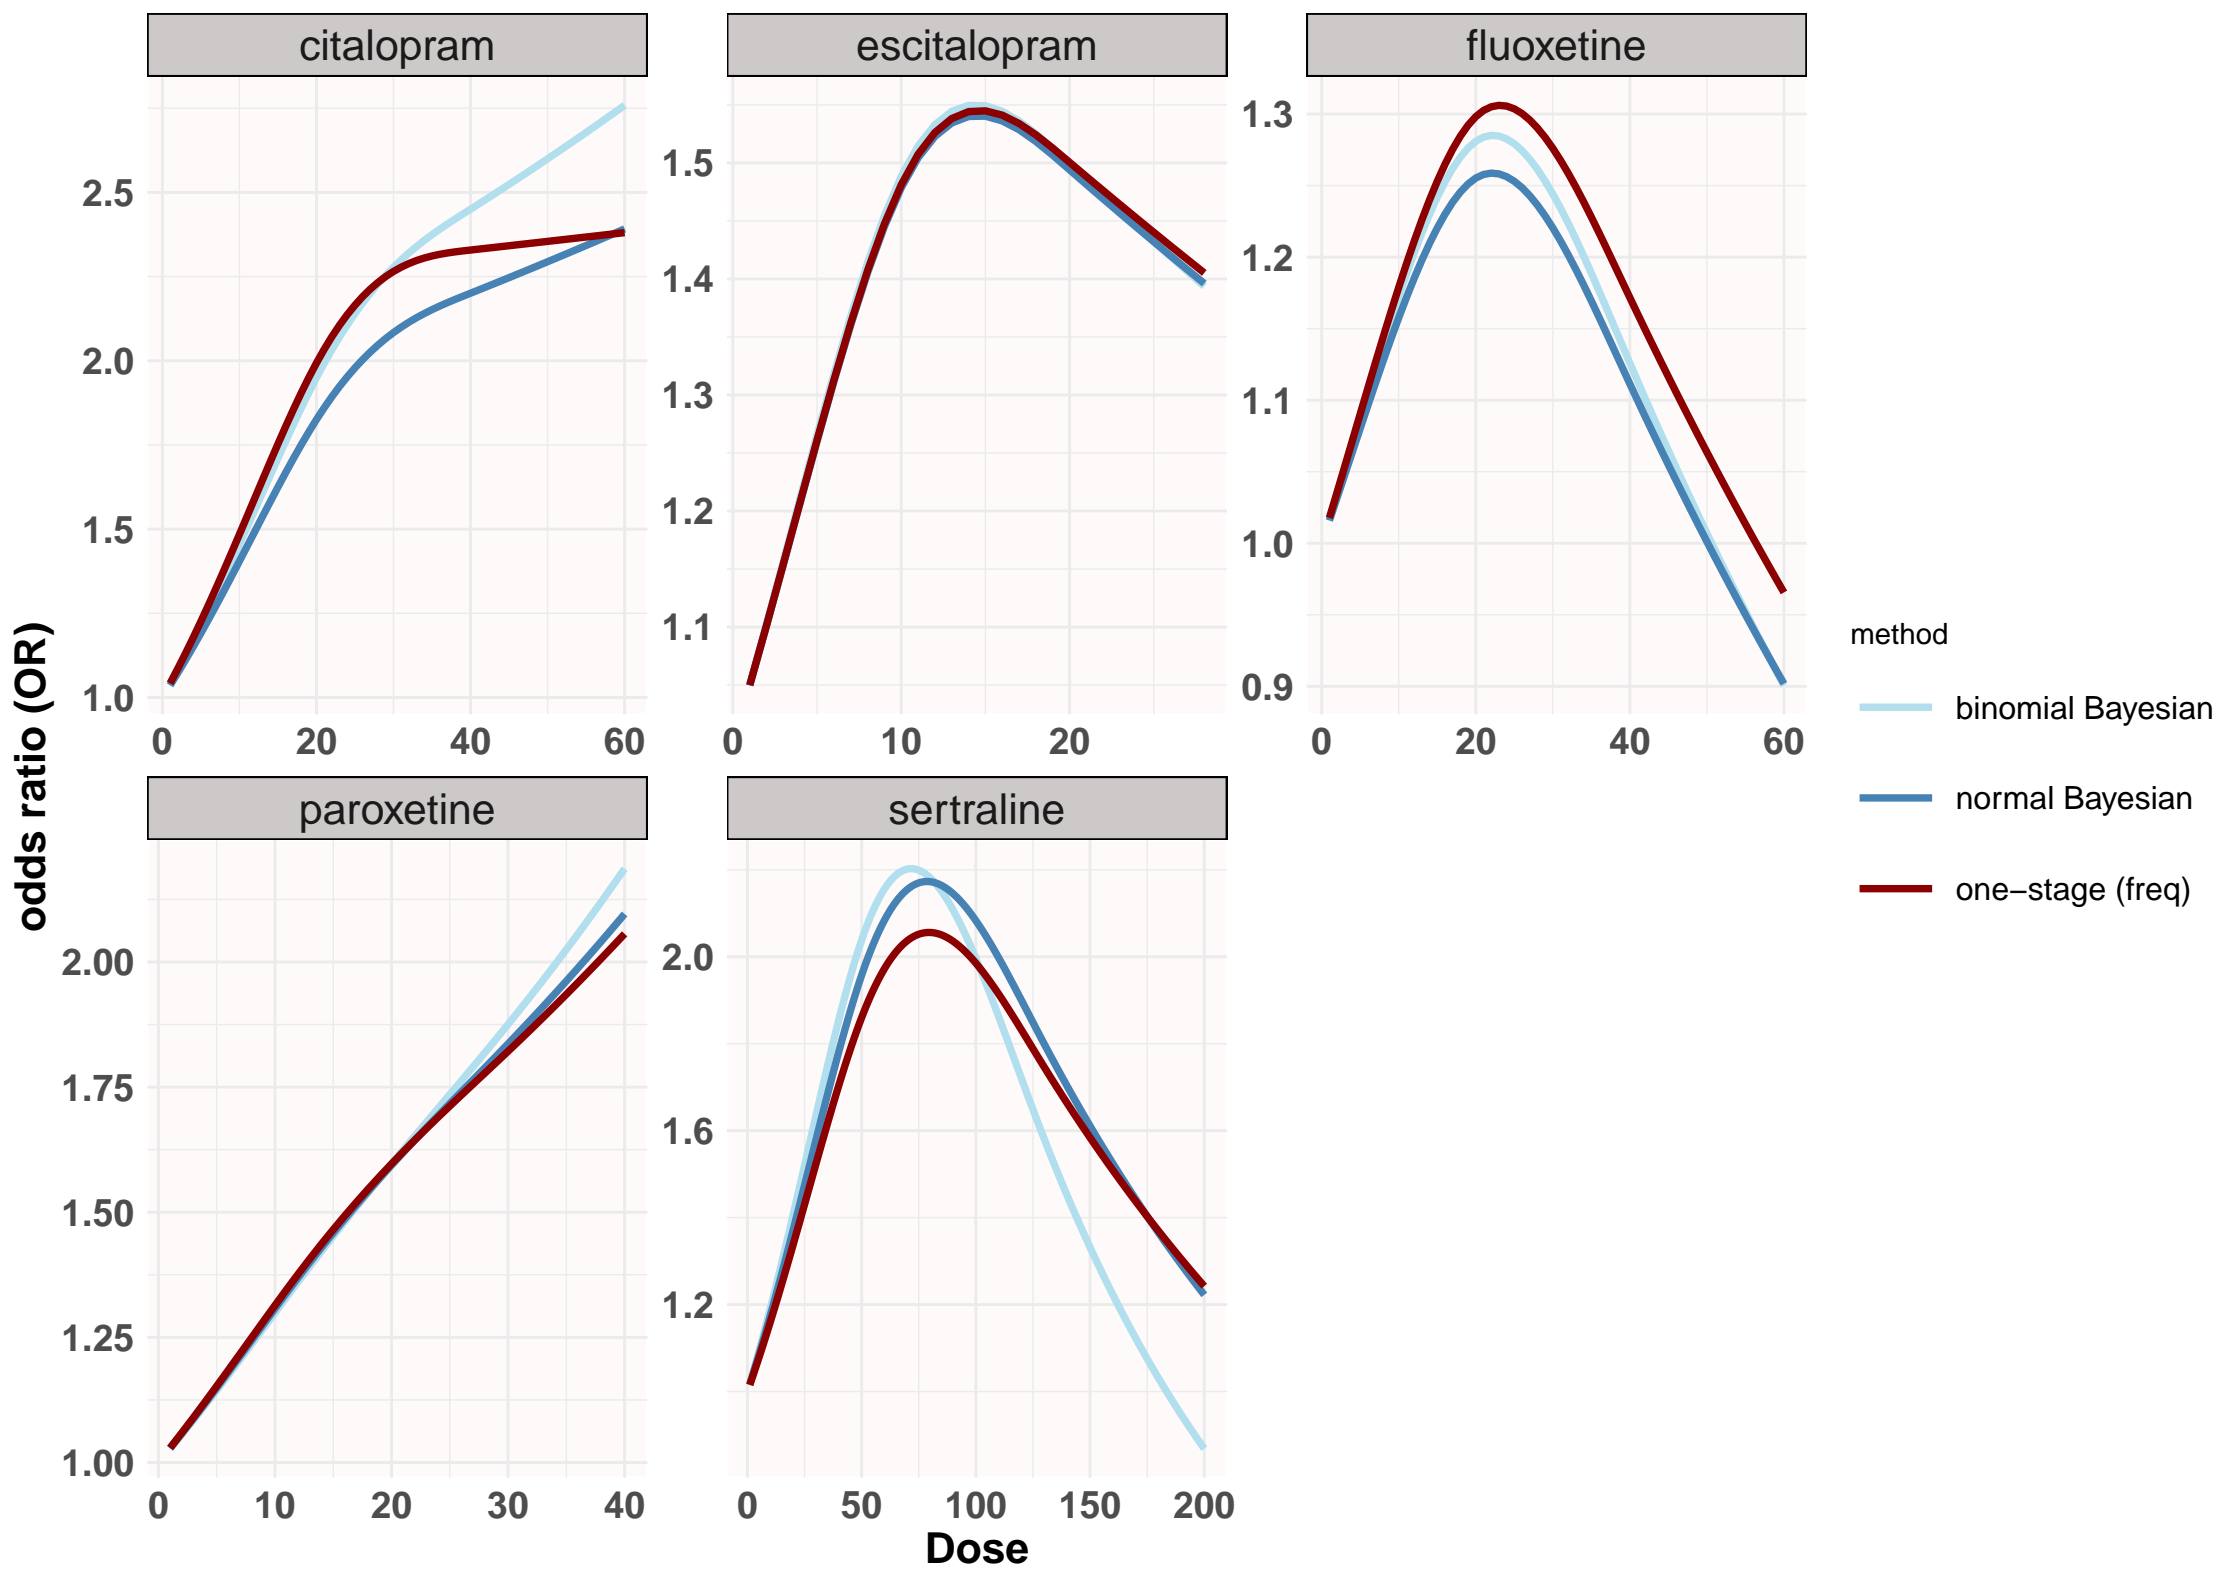 citalopram
escitalopram
fluoxetine
2.5
2.0
1.5
1.0
0 20 40 60
1.5
1.4
1.3
1.2
1.1
0 10 20
1.3
1.2
1.1
1.0
0.9
0 20 40 60
paroxetine
sertraline
2.00
1.75
1.50
1.25
1.00
0 10 20 30 40
2.0
1.6
1.2
0 50 100 150 200
odds ratio (OR)
Dose
method
binomial Bayesian
normal Bayesian
one−stage (freq)